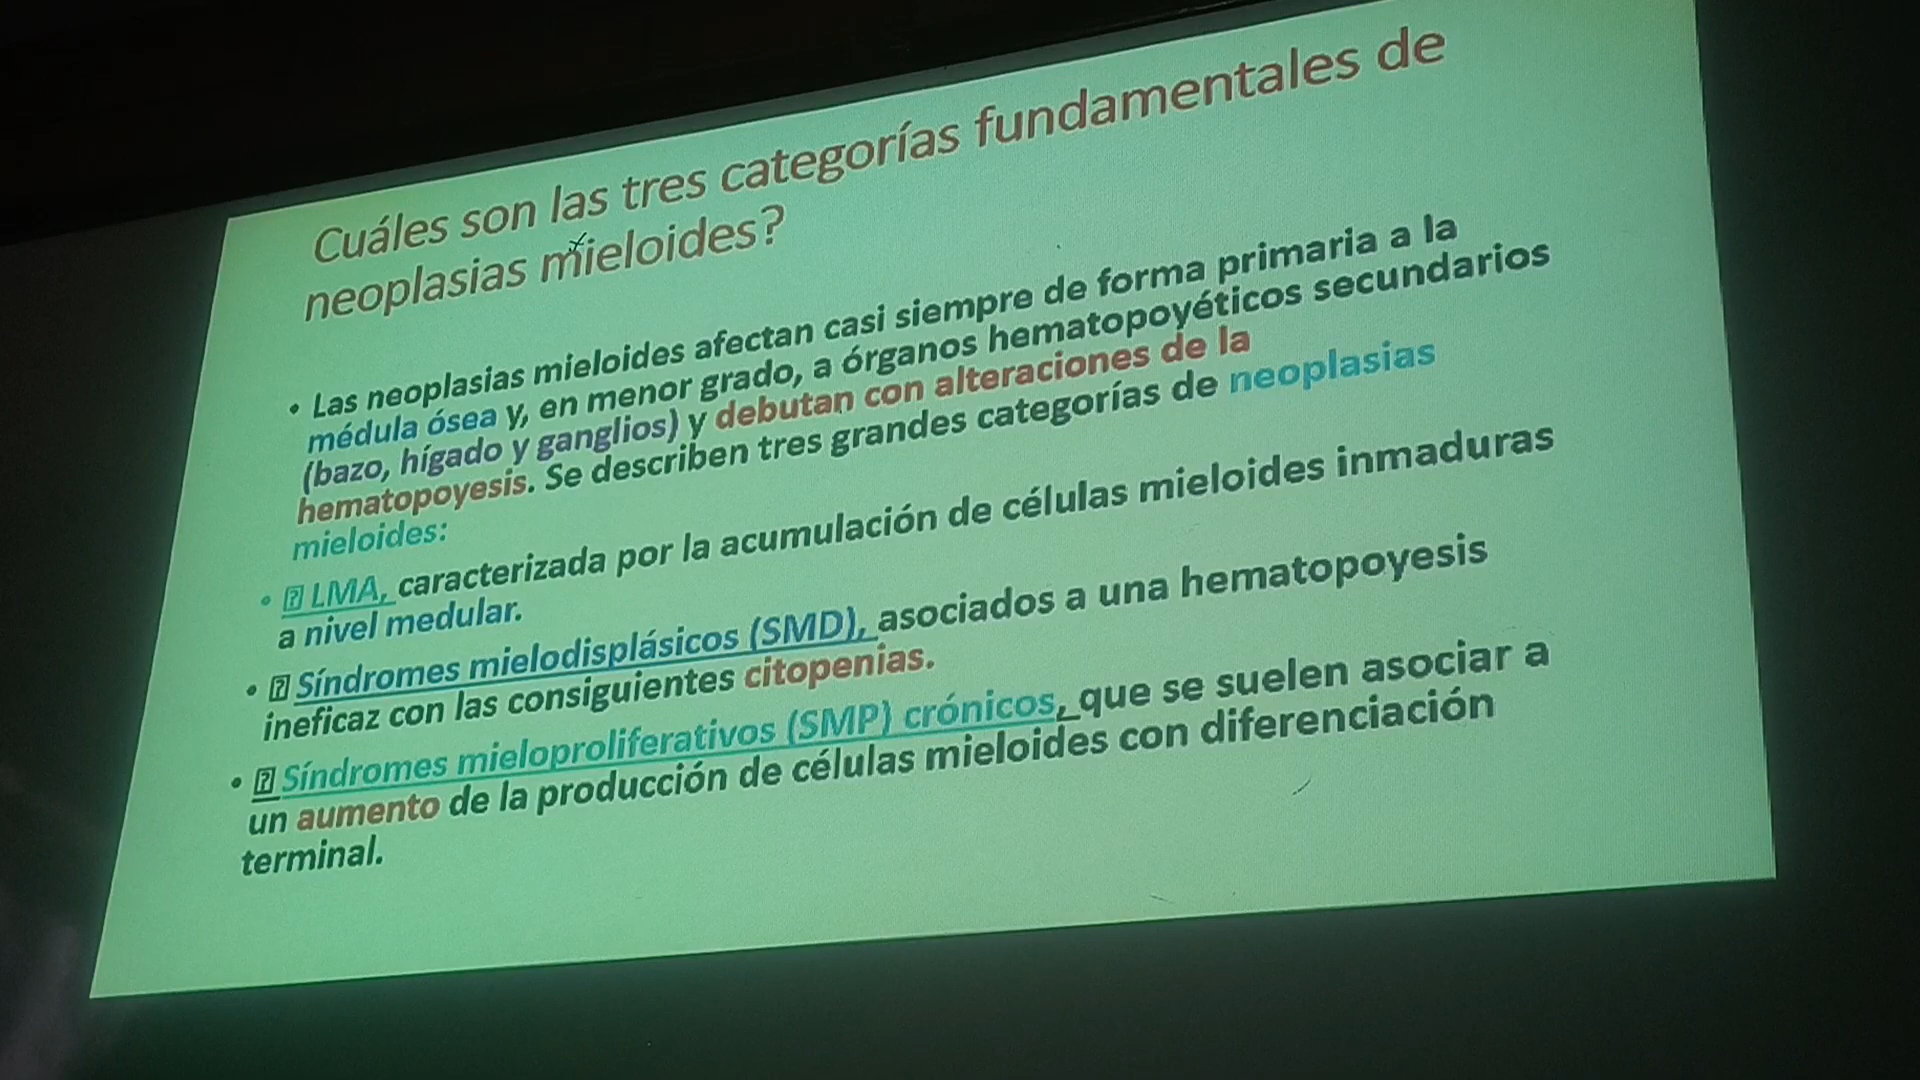 Cuáles son las tres categorías fundamentales de
neoplasias mieloides?
• Las neoplasias mieloides afectan casi siempre de forma primaria a la
médula ósea y, en menor grado, a órganos hematopoyéticos secundarios
(bazo, hígado y ganglios) y debutan con alteraciones de la
hematopoyesis. Se describen tres grandes categorías de neoplasias
mieloides:
• LMA, caracterizada por la acumulación de células mieloides inmaduras
a nivel medular.
• Síndromes mielodisplásicos (SMD), asociados a una hematopoyesis
ineficaz con las consiguientes citopenias.
• Síndromes mieloproliferativos (SMP) crónicos, que se suelen asociar a
un aumento de la producción de células mieloides con diferenciación
terminal.